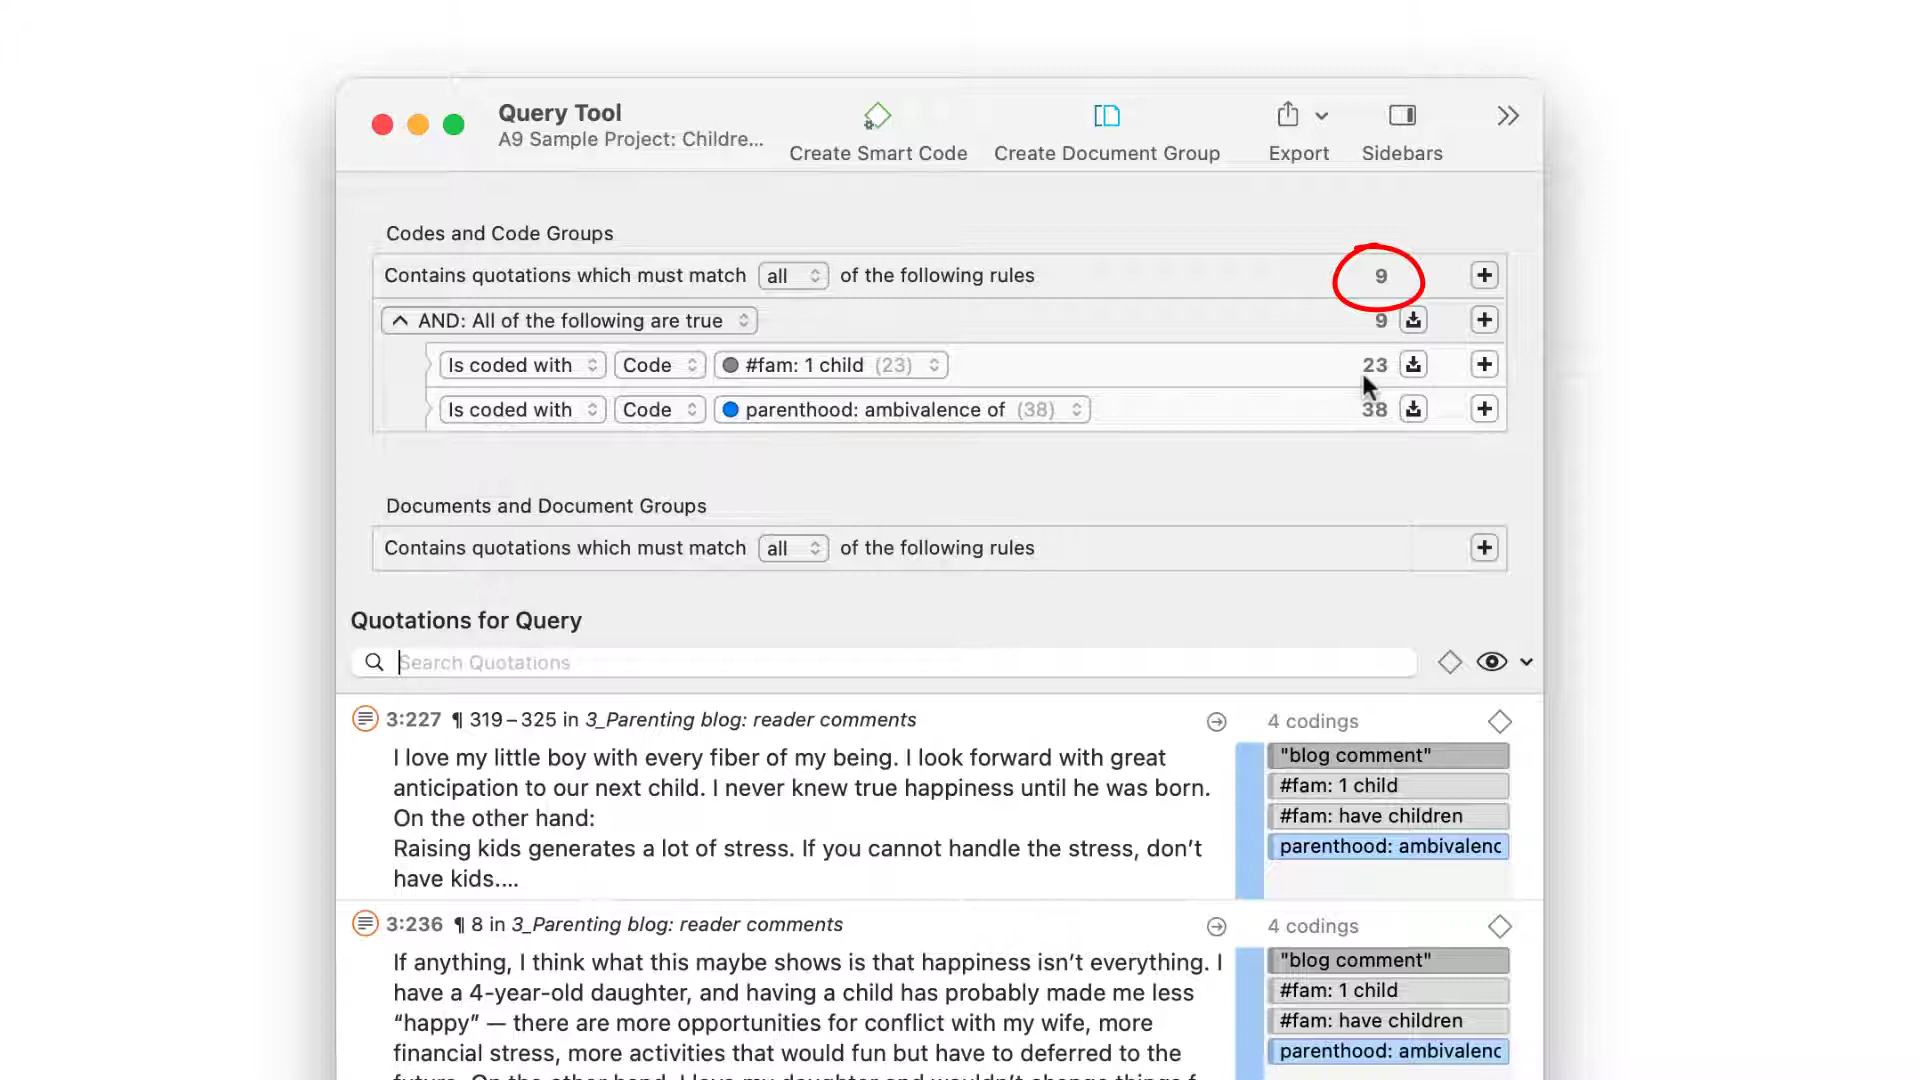 Query Tool
A9 Sample Project: Childre...
Create Smart Code
Create Document Group
Export
Sidebars
Codes and Code Groups
Contains quotations which must match all of the following rules 9
AND: All of the following are true 9
Is coded with Code #fam: 1 child (23) 23
Is coded with Code parenthood: ambivalence of (38) 38
Documents and Document Groups
Contains quotations which must match all of the following rules
Quotations for Query
Search Quotations
3:227 ¶ 319 – 325 in 3_Parenting blog: reader comments
I love my little boy with every fiber of my being. I look forward with great
anticipation to our next child. I never knew true happiness until he was born.
On the other hand:
Raising kids generates a lot of stress. If you cannot handle the stress, don’t
have kids....
4 codings
"blog comment"
#fam: 1 child
#fam: have children
parenthood: ambivalenc
3:236 ¶ 8 in 3_Parenting blog: reader comments
If anything, I think what this maybe shows is that happiness isn’t everything. I
have a 4-year-old daughter, and having a child has probably made me less
“happy” — there are more opportunities for conflict with my wife, more
financial stress, more activities that would fun but have to deferred to the
4 codings
"blog comment"
#fam: 1 child
#fam: have children
parenthood: ambivalenc